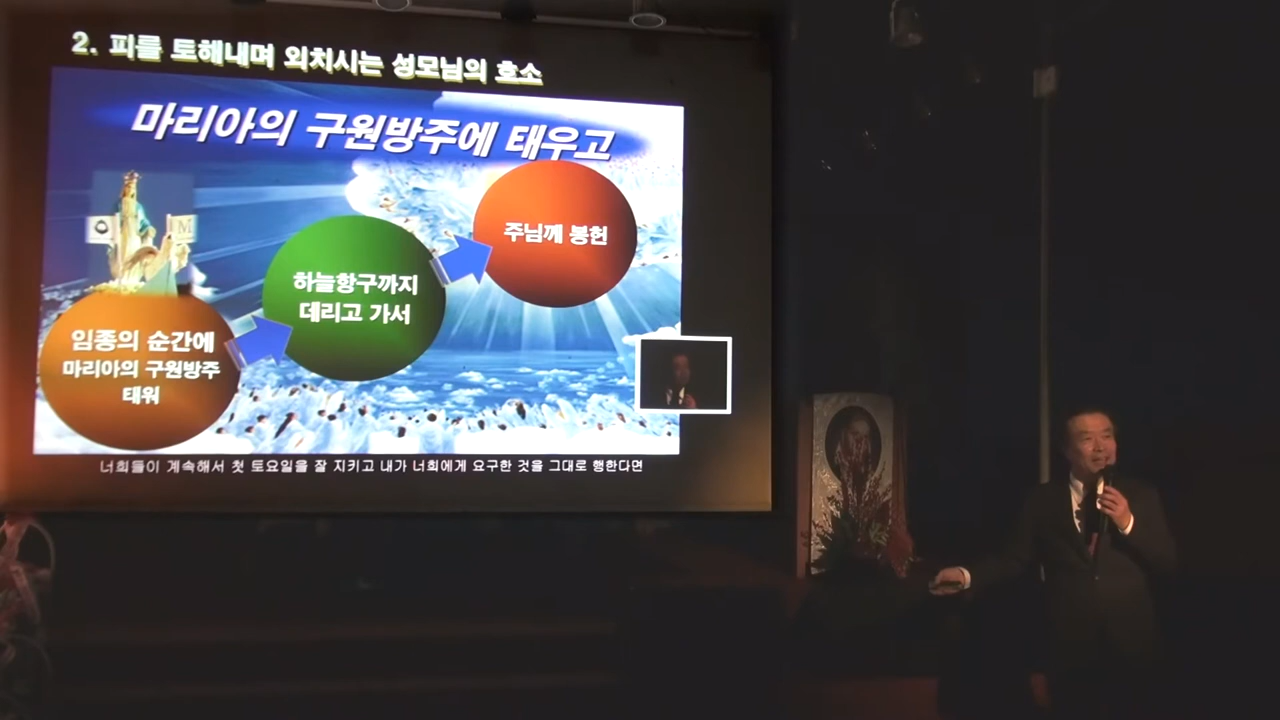 2. 피를 토해내며 외치시는 성모님의 호소
마리아의 구원방주에 태우고
M
주님께 봉헌
하늘항구까지
데리고 가서
임종의 순간에
마리아의 구원방주
태워
너희들이 계속해서 첫 토요일을 잘 지키고 내가 너희에게 요구한 것을 그대로 행한다면